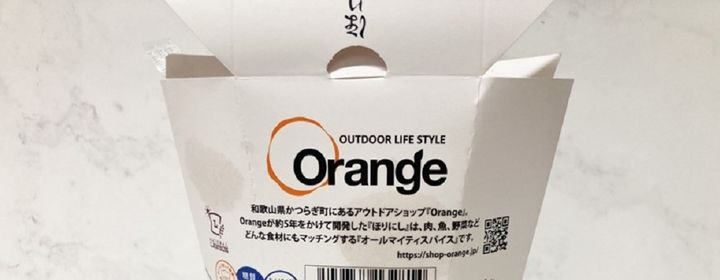 OUTDOOR LIFE STYLE
Orange
和歌山県かつらぎ町にあるアウトドアショップ『Orange』。
Orangeが約5年をかけて開発した『ほりにし』は、肉、魚、野菜など
どんな食材にもマッチングする『オールマイティスパイス』です。
https://shop-orange.jp/